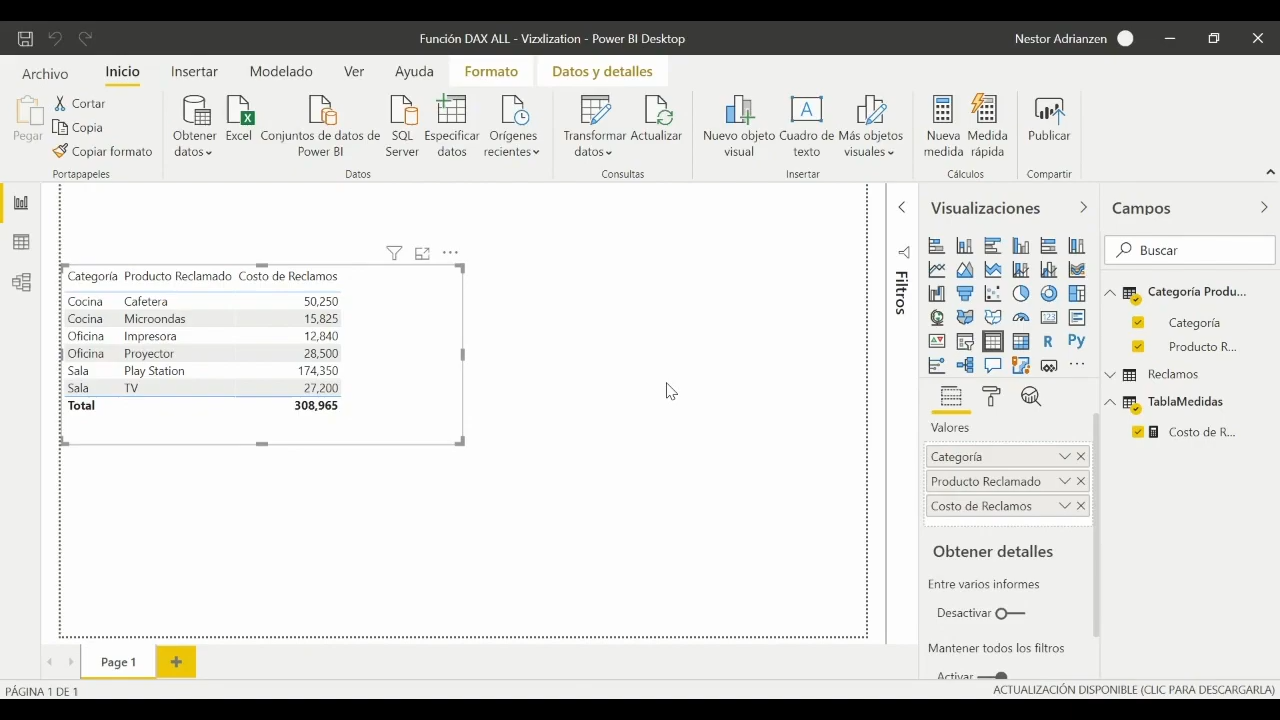 Función DAX ALL - Vizxlization - Power BI Desktop
Nestor Adrianzen
Archivo
Inicio
Insertar
Modelado
Ver
Ayuda
Formato
Datos y detalles
Pegar
Cortar
Copia
Copiar formato
Portapapeles
Obtener
datos
Excel
Conjuntos de datos de
Power BI
SQL
Server
Especificar
datos
Orígenes
recientes
Datos
Transformar
datos
Actualizar
Consultas
Nuevo objeto
visual
Cuadro de
texto
Más objetos
visuales
Insertar
Nueva
medida
Medida
rápida
Cálculos
Publicar
Compartir
Categoría Producto Reclamado Costo de Reclamos
Cocina Cafetera 50,250
Cocina Microondas 15,825
Oficina Impresora 12,840
Oficina Proyector 28,500
Sala Play Station 174,350
Sala TV 27,200
Total 308,965
Filtros
Visualizaciones
123
R
Py
Valores
Categoría
Producto Reclamado
Costo de Reclamos
Obtener detalles
Entre varios informes
Desactivar
Mantener todos los filtros
Activar
Campos
Buscar
Categoría Produ...
Categoría
Producto R...
Reclamos
TablaMedidas
Costo de R...
Page 1
PÁGINA 1 DE 1
ACTUALIZACIÓN DISPONIBLE (CLIC PARA DESCARGARLA)